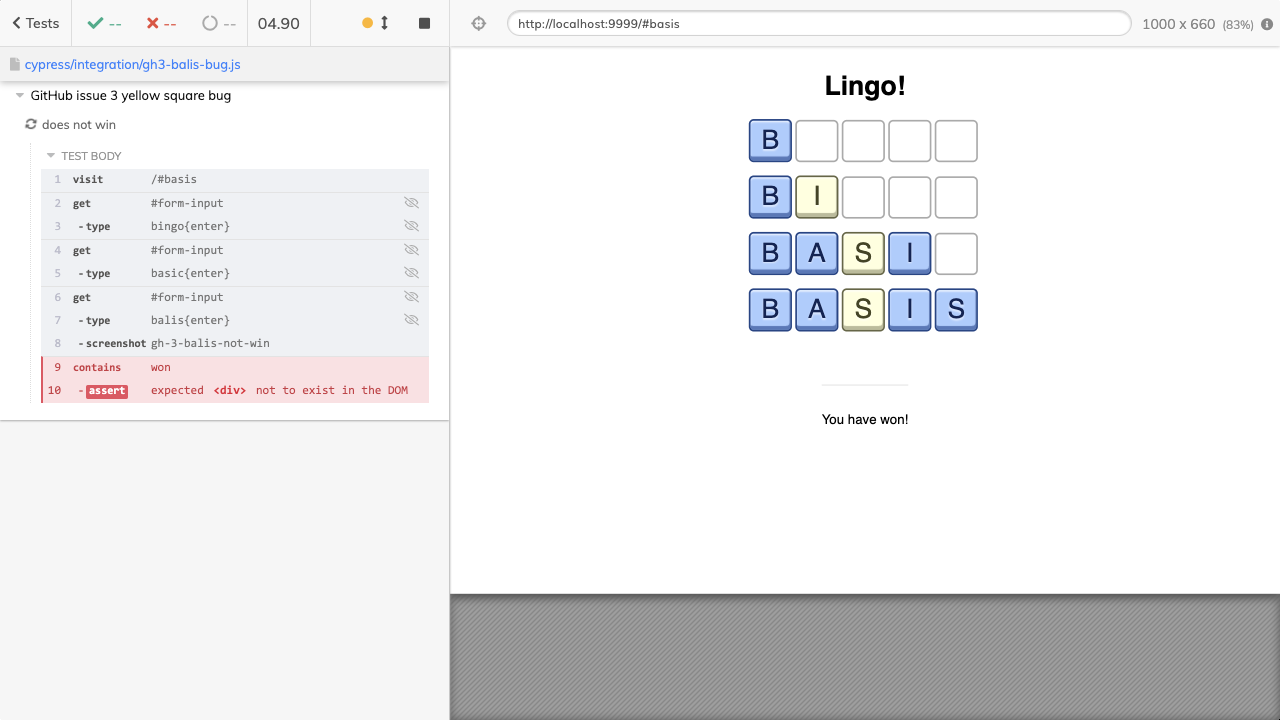 Tests -- -- -- 04.90
http://localhost:9999/#basis 1000 x 660 (83%)
cypress/integration/gh3-balis-bug.js
GitHub issue 3 yellow square bug
does not win
TEST BODY
1 visit /#basis
2 get #form-input
3 -type bingo{enter}
4 get #form-input
5 -type basic{enter}
6 get #form-input
7 -type balis{enter}
8 -screenshot gh-3-balis-not-win
9 contains won
10 -assert expected <div> not to exist in the DOM
Lingo!
B
B I
B A S I
B A S I S
You have won!